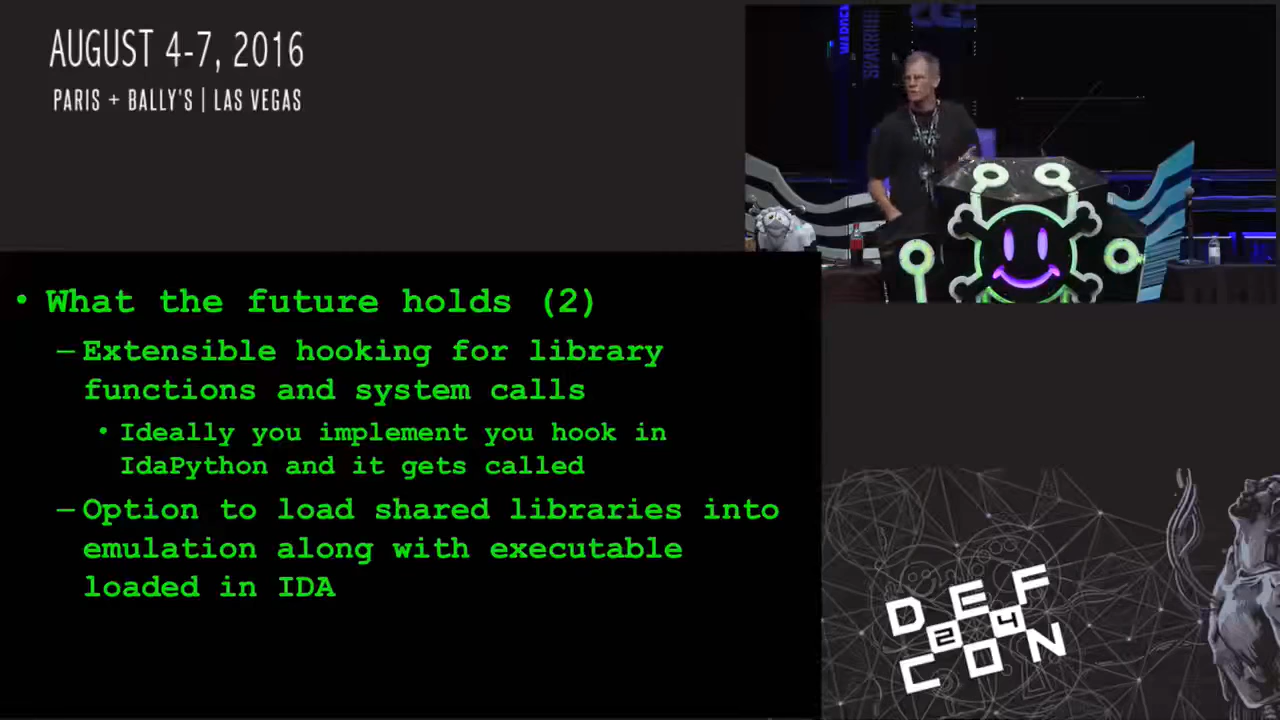 AUGUST 4-7, 2016
PARIS + BALLY'S | LAS VEGAS
• What the future holds (2)
– Extensible hooking for library
functions and system calls
• Ideally you implement you hook in
IdaPython and it gets called
– Option to load shared libraries into
emulation along with executable
loaded in IDA
DEF
24
CON